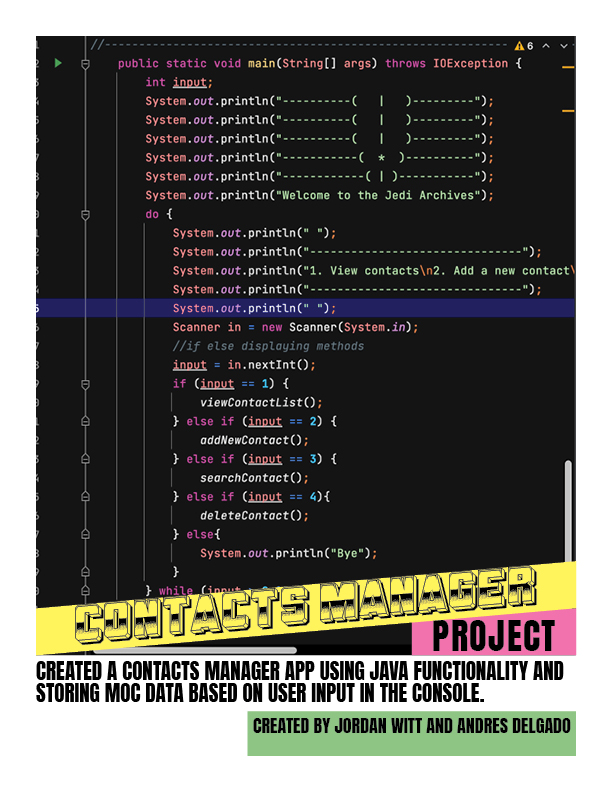 //-----------------------------------------------------------
6
public static void main(String[] args) throws IOException {
int input;
System.out.println("----------(   |   )---------");
System.out.println("----------(   |   )---------");
System.out.println("----------(   |   )---------");
System.out.println("-----------(  *  )----------");
System.out.println("------------( | )-----------");
System.out.println("Welcome to the Jedi Archives");
do {
System.out.println(" ");
System.out.println("-------------------------------");
System.out.println("1. View contacts\n2. Add a new contact\
System.out.println("-------------------------------");
System.out.println(" ");
Scanner in = new Scanner(System.in);
//if else displaying methods
input = in.nextInt();
if (input == 1) {
viewContactList();
} else if (input == 2) {
addNewContact();
} else if (input == 3) {
searchContact();
} else if (input == 4){
deleteContact();
} else{
System.out.println("Bye");
}
} while (
CONTACTS MANAGER
PROJECT
CREATED A CONTACTS MANAGER APP USING JAVA FUNCTIONALITY AND
STORING MOC DATA BASED ON USER INPUT IN THE CONSOLE.
CREATED BY JORDAN WITT AND ANDRES DELGADO